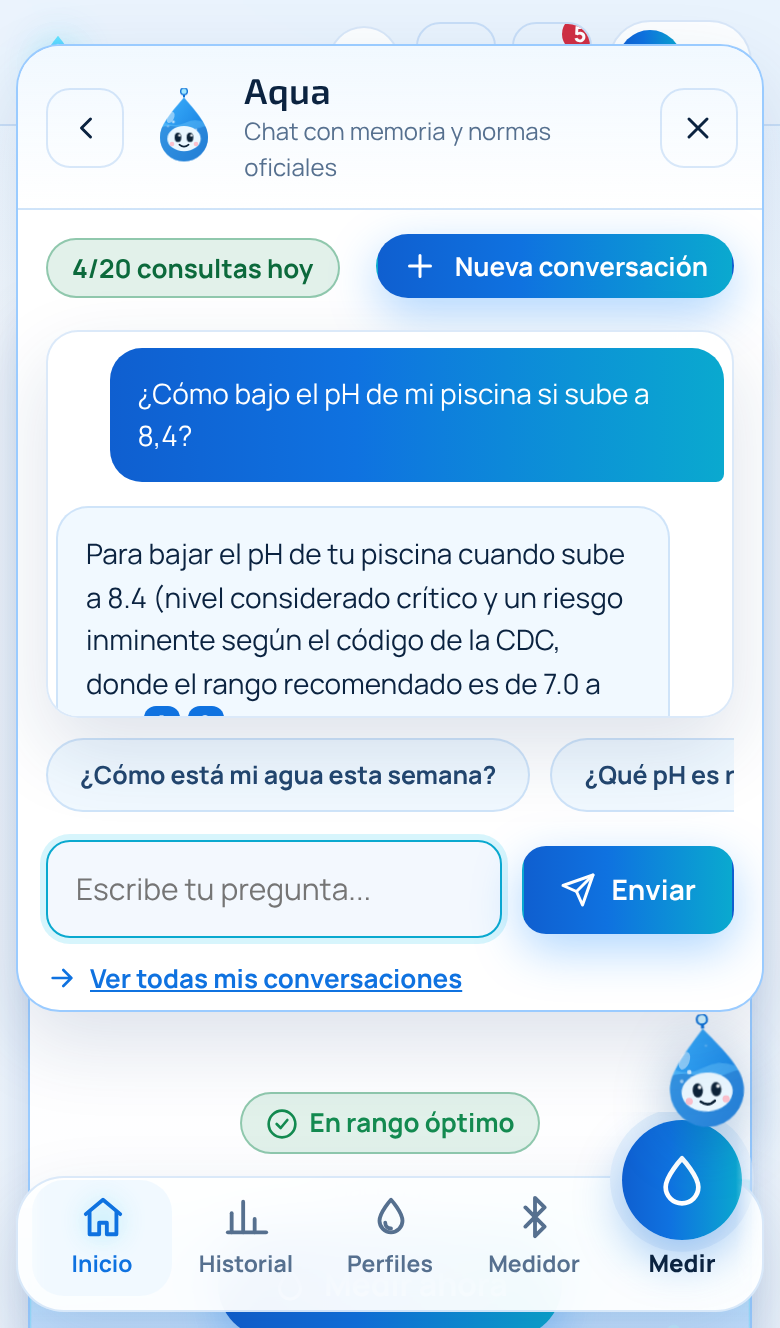 5
Aqua
Chat con memoria y normas
oficiales
4/20 consultas hoy
Nueva conversación
¿Cómo bajo el pH de mi piscina si sube a
8,4?
Para bajar el pH de tu piscina cuando sube
a 8.4 (nivel considerado crítico y un riesgo
inminente según el código de la CDC,
donde el rango recomendado es de 7.0 a
¿Cómo está mi agua esta semana?
¿Qué pH es
Escribe tu pregunta...
Enviar
Ver todas mis conversaciones
En rango óptimo
Inicio
Historial
Perfiles
Medidor
Medir
Medir ahora